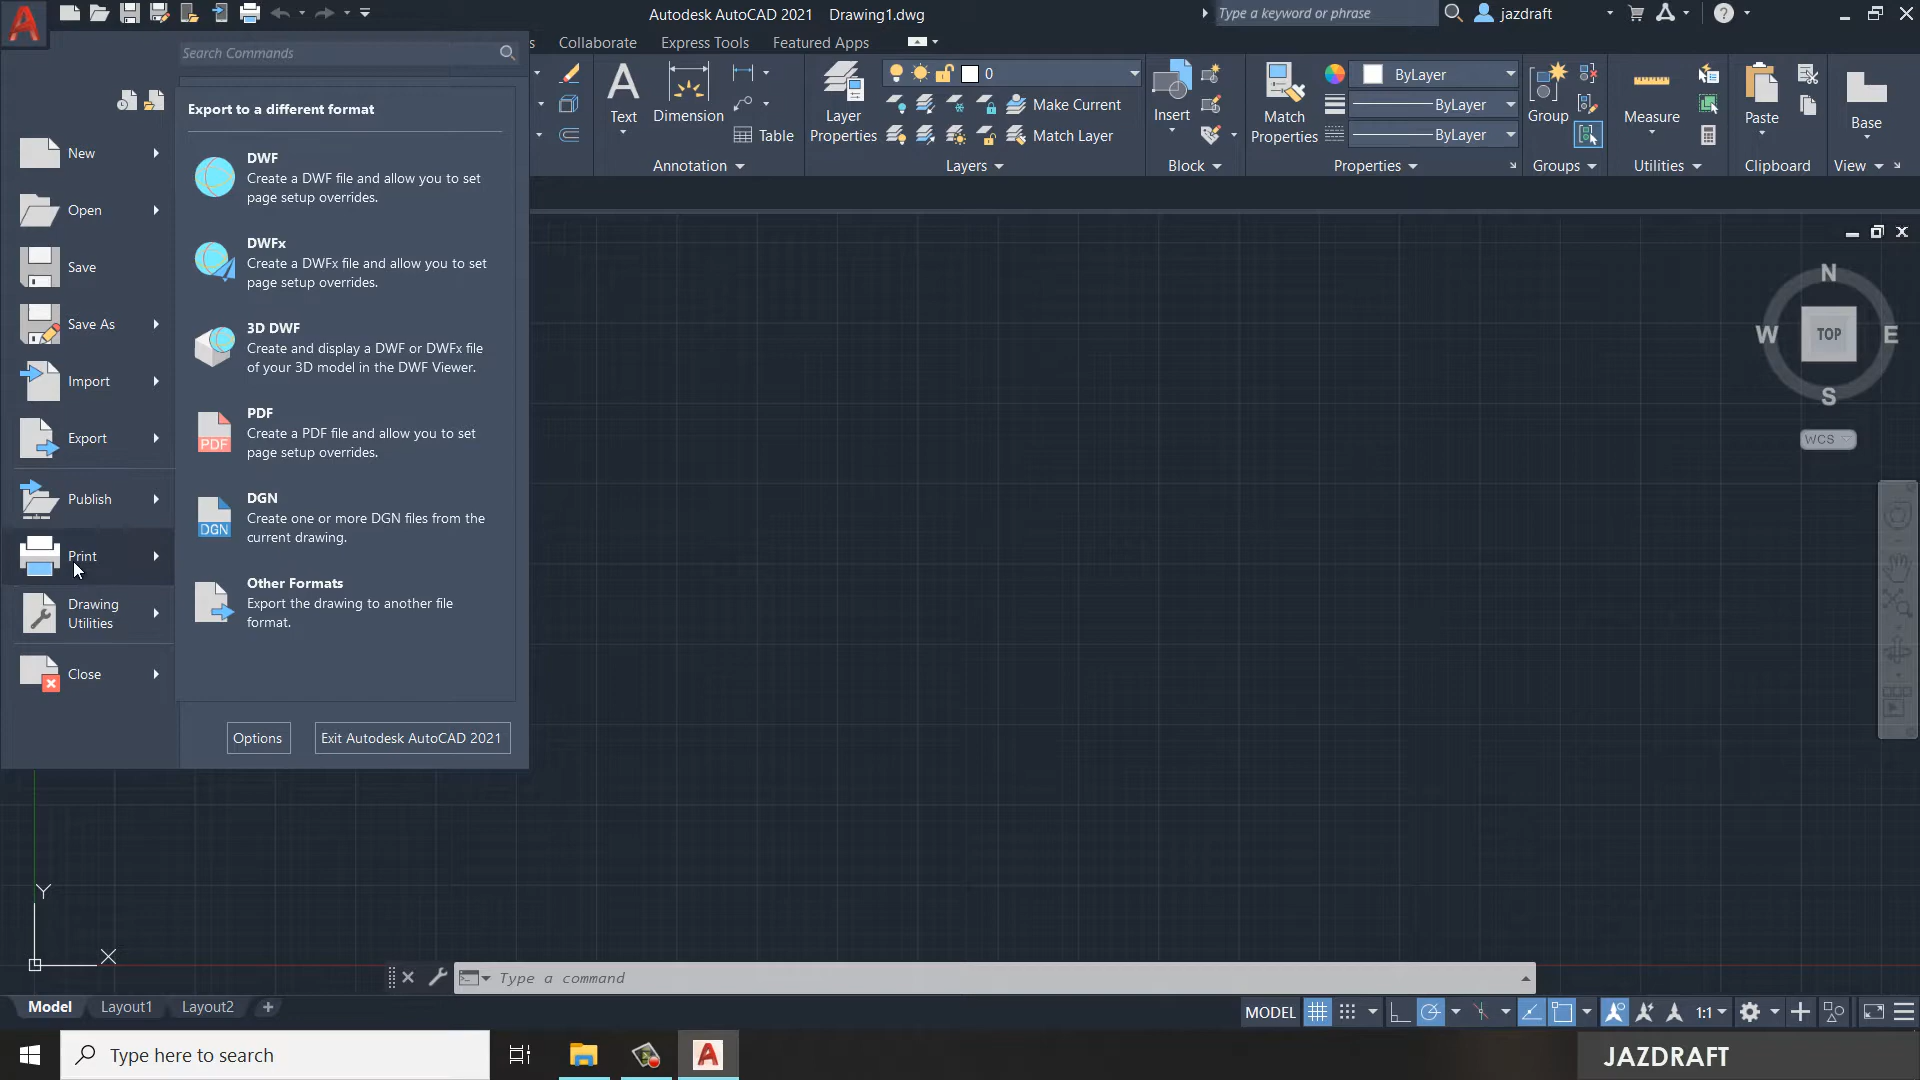 Autodesk AutoCAD 2021 Drawing1.dwg
Type a keyword or phrase
jazdraft
Search Commands
Collaborate
Express Tools
Featured Apps
Export to a different format
New
Open
Save
Save As
Import
Export
Publish
Print
Drawing
Utilities
Close
DWF
Create a DWF file and allow you to set
page setup overrides.
DWFx
Create a DWFx file and allow you to set
page setup overrides.
3D DWF
Create and display a DWF or DWFx file
of your 3D model in the DWF Viewer.
PDF
PDF
Create a PDF file and allow you to set
page setup overrides.
DGN
DGN
Create one or more DGN files from the
current drawing.
Other Formats
Export the drawing to another file
format.
Options
Exit Autodesk AutoCAD 2021
Text
Dimension
Table
Annotation
Layer
Properties
0
Make Current
Match Layer
Layers
Insert
Block
Match
Properties
ByLayer
ByLayer
ByLayer
Properties
Group
Groups
Measure
Utilities
Paste
Clipboard
Base
View
N
W
TOP
E
S
WCS
Y
X
Type a command
Model
Layout1
Layout2
MODEL
1:1
Type here to search
JAZDRAFT